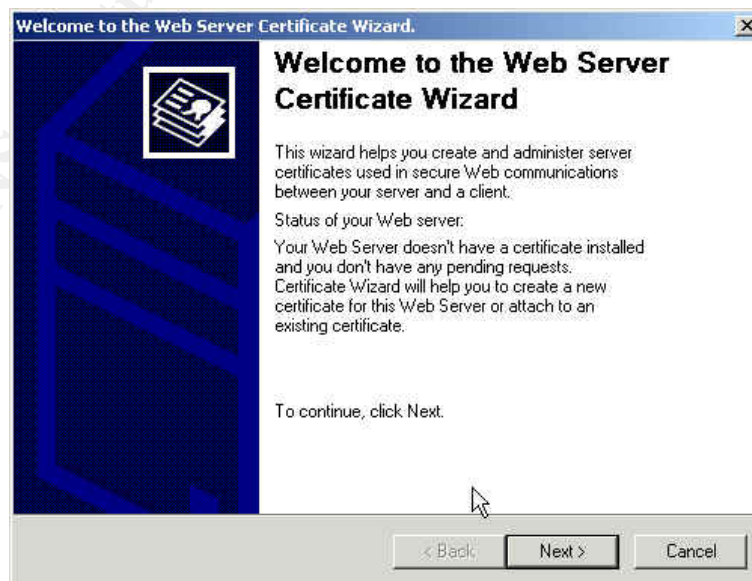 Welcome to the Web Server Certificate Wizard.
Welcome to the Web Server
Certificate Wizard
This wizard helps you create and administer server
certificates used in secure Web communications
between your server and a client.
Status of your Web server:
Your Web Server doesn't have a certificate installed
and you don't have any pending requests.
Certificate Wizard will help you to create a new
certificate for this Web Server or attach to an
existing certificate.
To continue, click Next.
< Back
Next >
Cancel